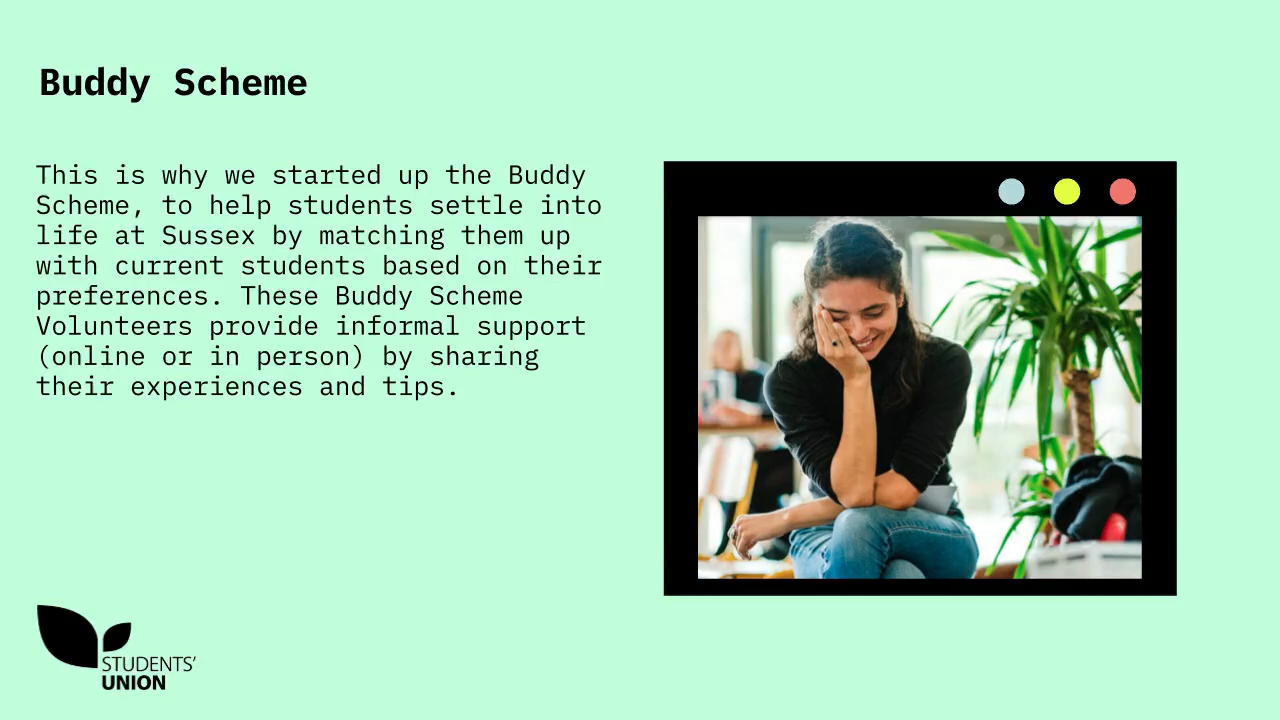 Buddy Scheme
This is why we started up the Buddy
Scheme, to help students settle into
life at Sussex by matching them up
with current students based on their
preferences. These Buddy Scheme
Volunteers provide informal support
(online or in person) by sharing
their experiences and tips.
STUDENTS’
UNION